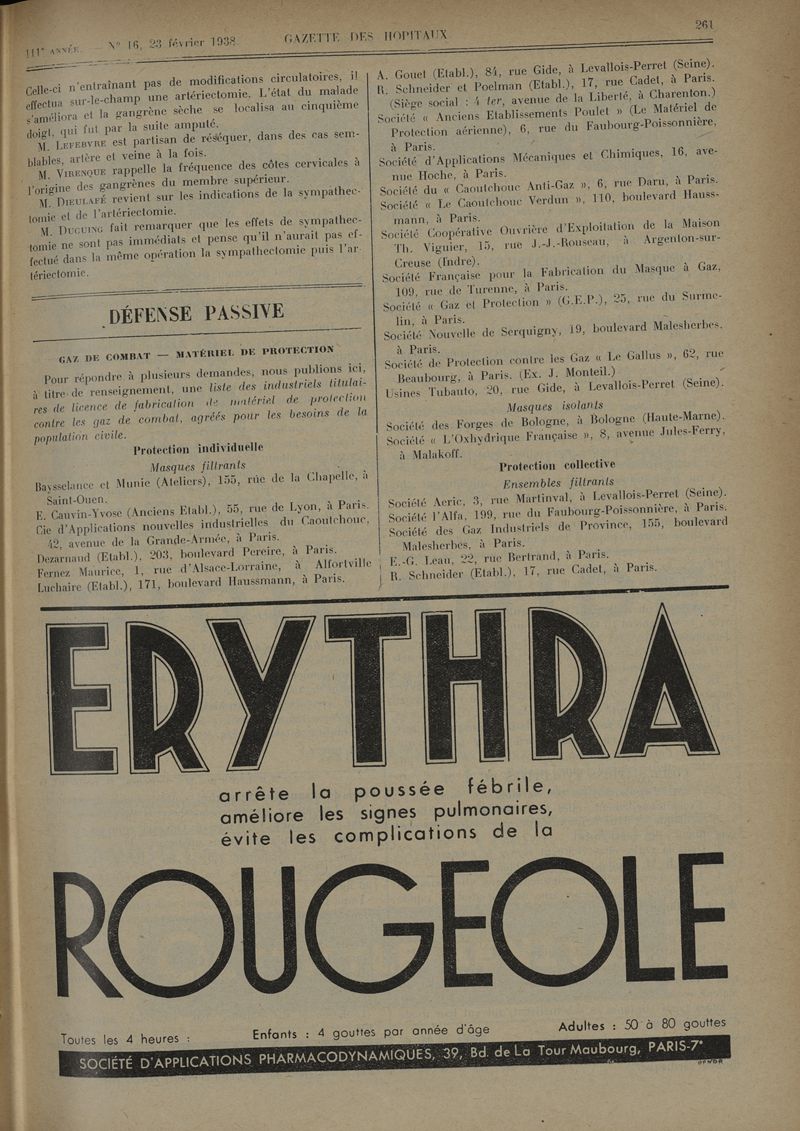 111e ANNÉE. — No 16, 23 février 1938 GAZETTE DES HOPITAUX 261
Celle-ci n'entraînant pas de modifications circulatoires, il
effectua sur-le-champ une artériectomie. L'état du malade
s'améliora et la gangrène sèche se localisa au cinquième
doigt, qui fut par la suite amputé.
M. LEFEBVRE est partisan de réséquer, dans des cas sem-
blables, artère et veine à la fois.
M. VIRENQUE rappelle la fréquence des côtes cervicales à
l'origine des gangrènes du membre supérieur.
M. DIEULAFÉ revient sur les indications de la sympathec-
tomie et de l'artériectomie.
M. DUCUING fait remarquer que les effets de sympathec-
tomie ne sont pas immédiats et pense qu'il n'aurait pas ef-
fectué dans la même opération la sympathectomie puis l'ar-
tériectomie.
DÉFENSE PASSIVE
GAZ DE COMBAT — MATÉRIEL DE PROTECTION
Pour répondre à plusieurs demandes, nous publions ici,
à titre de renseignement, une liste des industriels titulai-
res de licence de fabrication de matériel de protection
contre les gaz de combat, agréés pour les besoins de la
population civile.
Protection individuelle
Masques filtrants
Baysselance et Munie (Ateliers), 155, rue de la Chapelle, à
Saint-Ouen.
E. Cauvin-Yvose (Anciens Etabl.), 55, rue de Lyon, à Paris.
Cie d'Applications nouvelles industrielles du Caoutchouc,
42, avenue de la Grande-Armée, à Paris.
Dezarnaud (Etabl.), 203, boulevard Pereire, à Paris.
Fernez Maurice, 1, rue d'Alsace-Lorraine, à Alfortville
Luchaire (Etabl.), 171, boulevard Haussmann, à Paris.
A. Gouet (Etabl.), 84, rue Gide, à Levallois-Perret (Seine).
R. Schneider et Poelman (Etabl.), 17, rue Cadet, à Paris.
(Siège social : 4 ter, avenue de la Liberté, à Charenton.)
Société « Anciens Etablissements Poulet » (Le Matériel de
Protection aérienne), 6, rue du Faubourg-Poissonnière,
à Paris.
Société d'Applications Mécaniques et Chimiques, 16, ave-
nue Hoche, à Paris.
Société du « Caoutchouc Anti-Gaz », 6, rue Daru, à Paris.
Société « Le Caoutchouc Verdun », 110, boulevard Hauss-
mann, à Paris.
Société Coopérative Ouvrière d'Exploitation de la Maison
Th. Viguier, 15, rue J.-J.-Rousseau, à Argenton-sur-
Creuse (Indre).
Société Française pour la Fabrication du Masque à Gaz,
109, rue de Turenne, à Paris.
Société « Gaz et Protection » (G.E.P.), 25, rue du Surme-
lin, à Paris.
Société Nouvelle de Serquigny, 19, boulevard Malesherbes,
à Paris.
Société de Protection contre les Gaz « Le Gallus », 62, rue
Beaubourg, à Paris. (Ex. J. Monteil.)
Usines Tubauto, 20, rue Gide, à Levallois-Perret (Seine).
Masques isolants
Société des Forges de Bologne, à Bologne (Haute-Marne).
Société « L'Oxhydrique Française », 8, avenue Jules-Ferry,
à Malakoff.
Protection collective
Ensembles filtrants
Société Aeric, 3, rue Martinval, à Levallois-Perret (Seine).
Société l'Alfa, 199, rue du Faubourg-Poissonnière, à Paris.
Société des Gaz Industriels de Province, 155, boulevard
Malesherbes, à Paris.
E.-G. Leau, 22, rue Bertrand, à Paris.
R. Schneider (Etabl.), 17, rue Cadet, à Paris.
ERYTHRA
arrête la poussée fébrile,
améliore les signes pulmonaires,
évite les complications de la
ROUGEOLE
Toutes les 4 heures : Enfants : 4 gouttes par année d'âge Adultes : 50 à 80 gouttes
SOCIÉTÉ D'APPLICATIONS PHARMACODYNAMIQUES, 39, Bd. de La Tour Maubourg, PARIS-7e